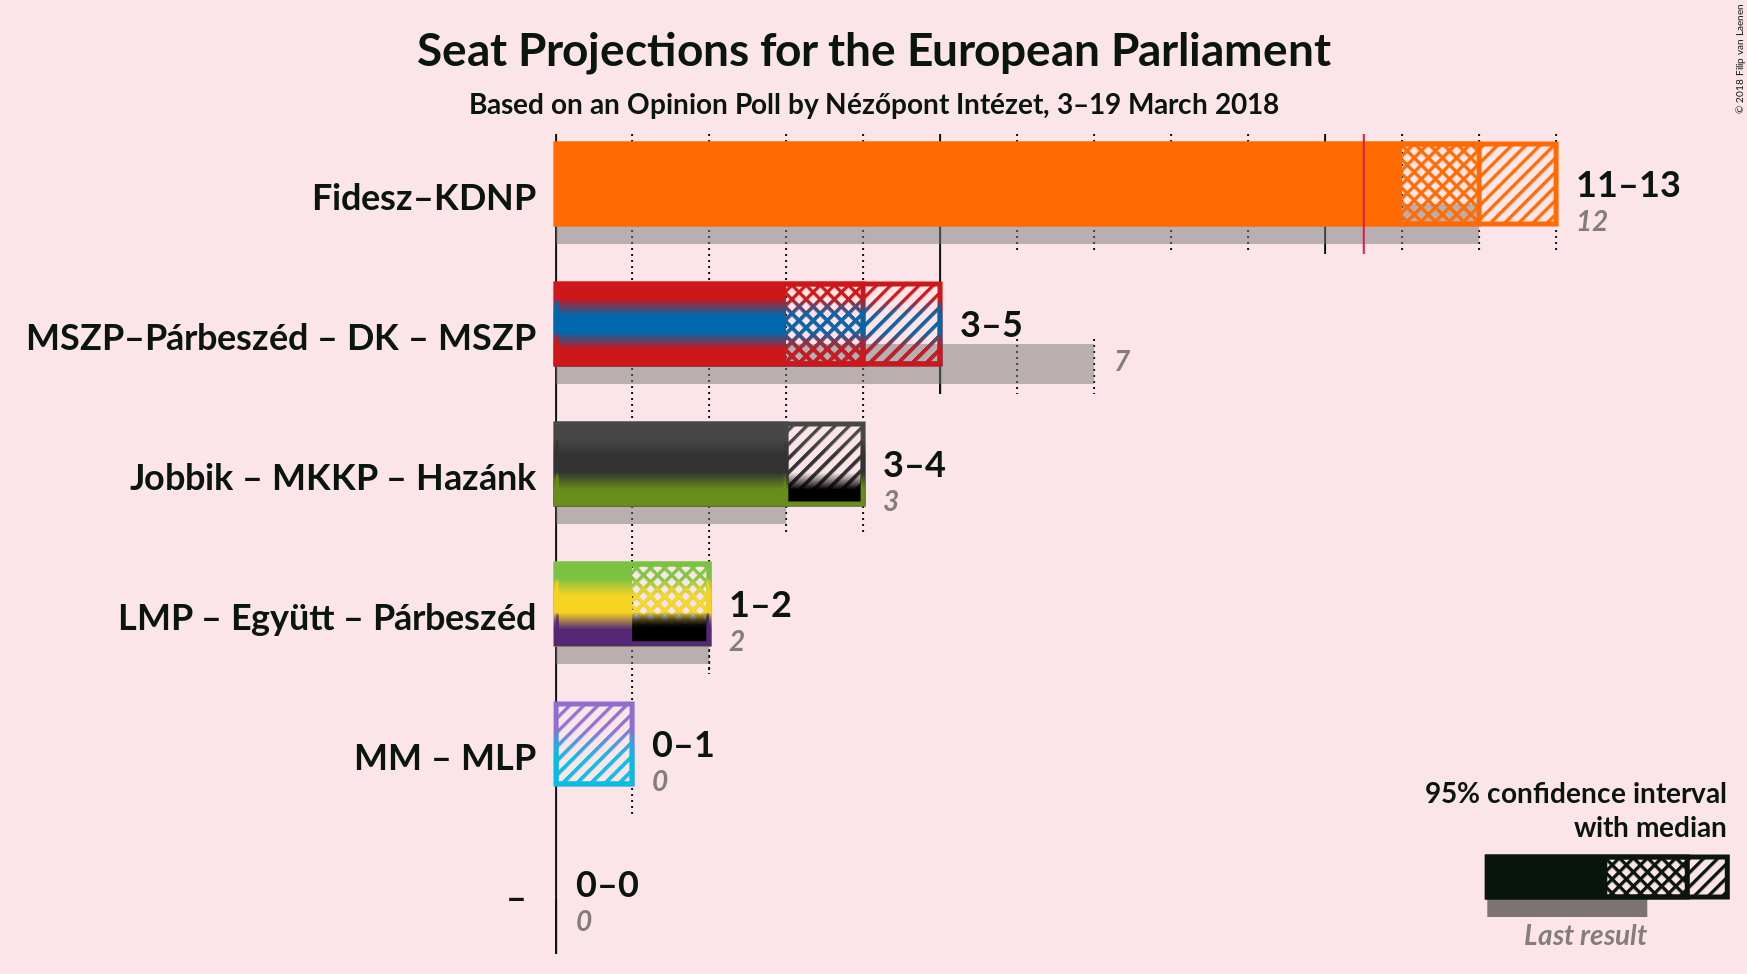 Seat Projections for the European Parliament
Based on an Opinion Poll by Nézőpont Intézet, 3–19 March 2018
© 2018 Filip van Laenen
Fidesz–KDNP
11–13
12
MSZP–Párbeszéd – DK – MSZP
3–5
7
Jobbik – MKKP – Hazánk
3–4
3
LMP – Együtt – Párbeszéd
1–2
2
MM – MLP
0–1
0
–
0–0
0
95% confidence interval
with median
Last result